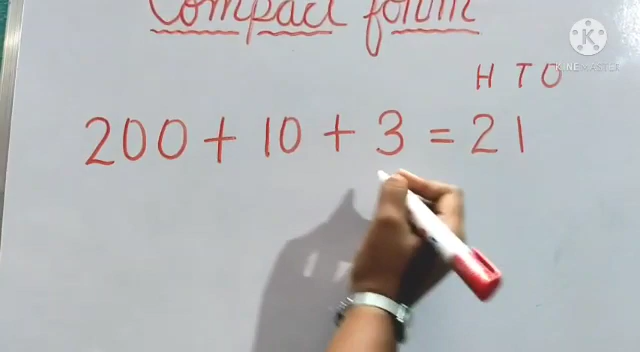 Compact form
K
KINEMASTER
H T O
200 + 10 + 3 = 21